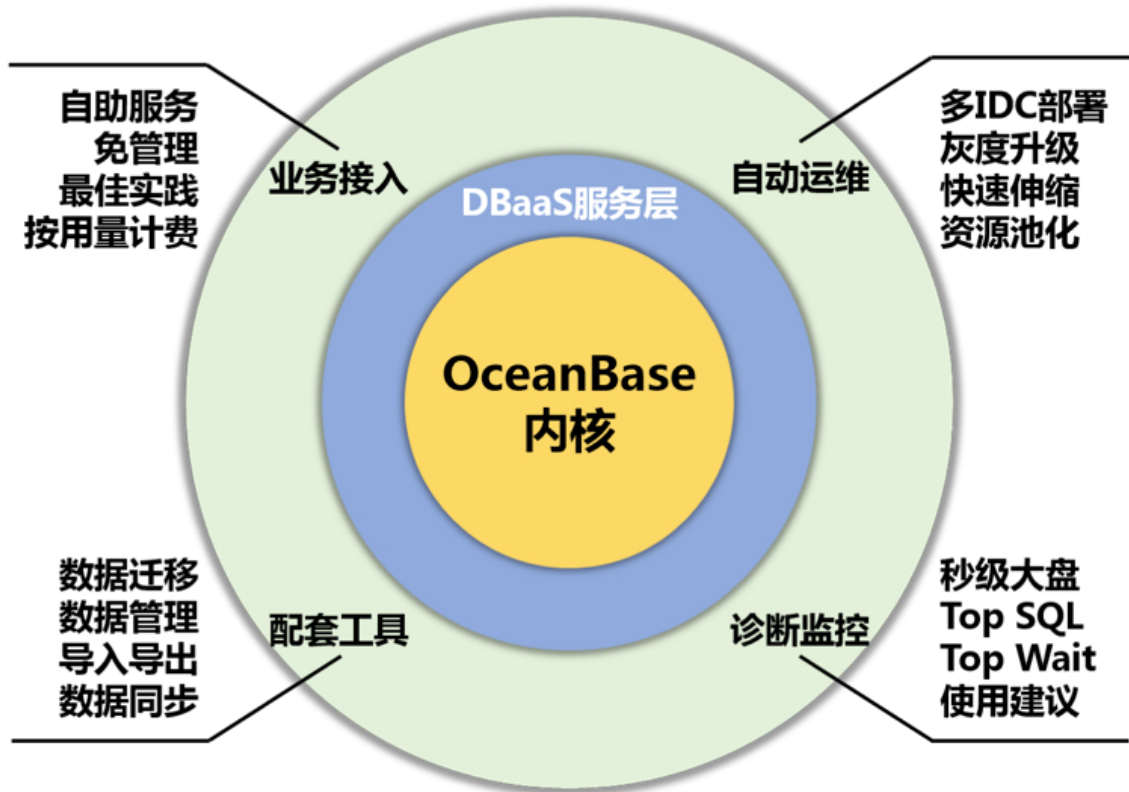 自助服务
免管理
最佳实践
按用量计费
业务接入
DBaaS服务层
自动运维
多IDC部署
灰度升级
快速伸缩
资源池化
OceanBase
内核
数据迁移
数据管理
导入导出
数据同步
配套工具
诊断监控
秒级大盘
Top SQL
Top Wait
使用建议